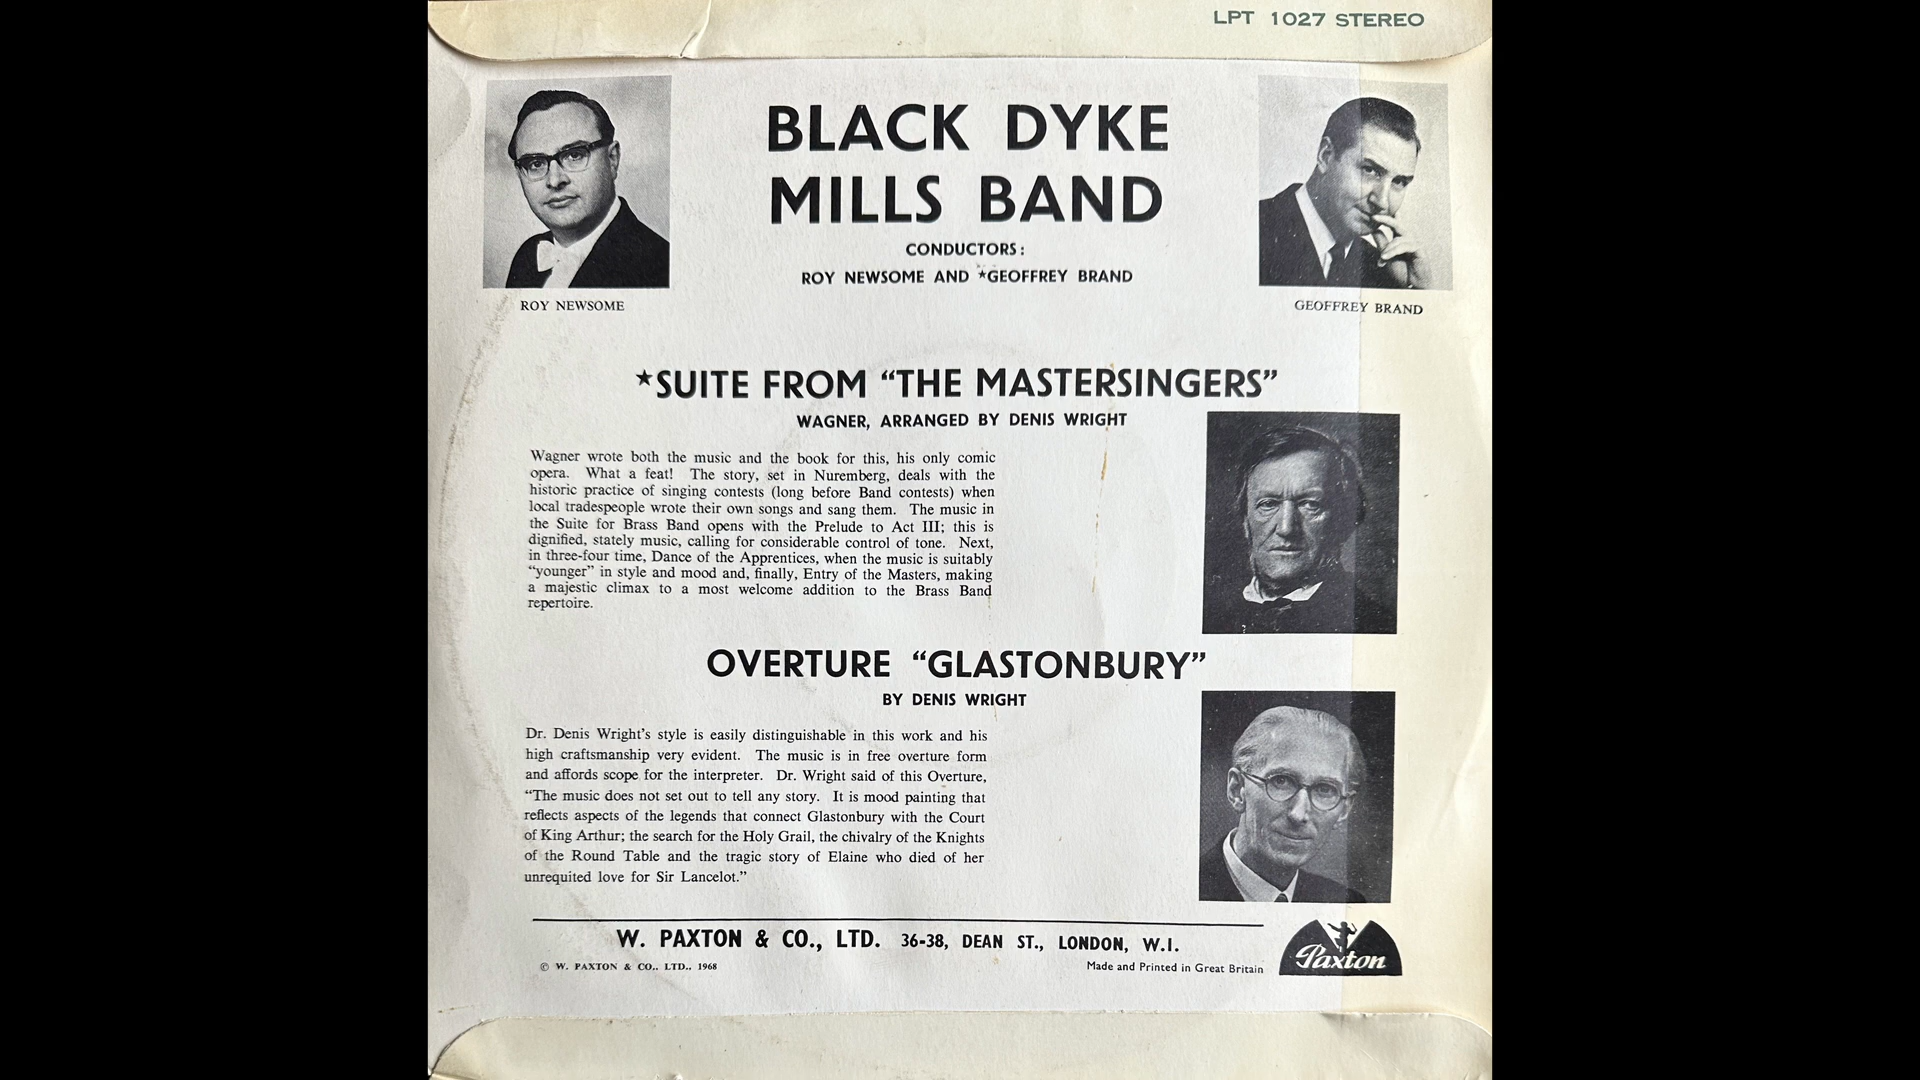 LPT 1027 STEREO
BLACK DYKE
MILLS BAND
CONDUCTORS:
ROY NEWSOME AND *GEOFFREY BRAND
ROY NEWSOME
GEOFFREY BRAND
*SUITE FROM “THE MASTERSINGERS”
WAGNER, ARRANGED BY DENIS WRIGHT
Wagner wrote both the music and the book for this, his only comic
opera. What a feat! The story, set in Nuremberg, deals with the
historic practice of singing contests (long before Band contests) when
local tradespeople wrote their own songs and sang them. The music in
the Suite for Brass Band opens with the Prelude to Act III; this is
dignified, stately music, calling for considerable control of tone. Next,
in three-four time, Dance of the Apprentices, when the music is suitably
“younger” in style and mood and, finally, Entry of the Masters, making
a majestic climax to a most welcome addition to the Brass Band
repertoire.
OVERTURE “GLASTONBURY”
BY DENIS WRIGHT
Dr. Denis Wright’s style is easily distinguishable in this work and his
high craftsmanship very evident. The music is in free overture form
and affords scope for the interpreter. Dr. Wright said of this Overture,
“The music does not set out to tell any story. It is mood painting that
reflects aspects of the legends that connect Glastonbury with the Court
of King Arthur; the search for the Holy Grail, the chivalry of the Knights
of the Round Table and the tragic story of Elaine who died of her
unrequited love for Sir Lancelot.”
W. PAXTON & CO., LTD. 36-38, DEAN ST., LONDON, W.I.
© W. PAXTON & CO., LTD., 1968
Made and Printed in Great Britain
Paxton